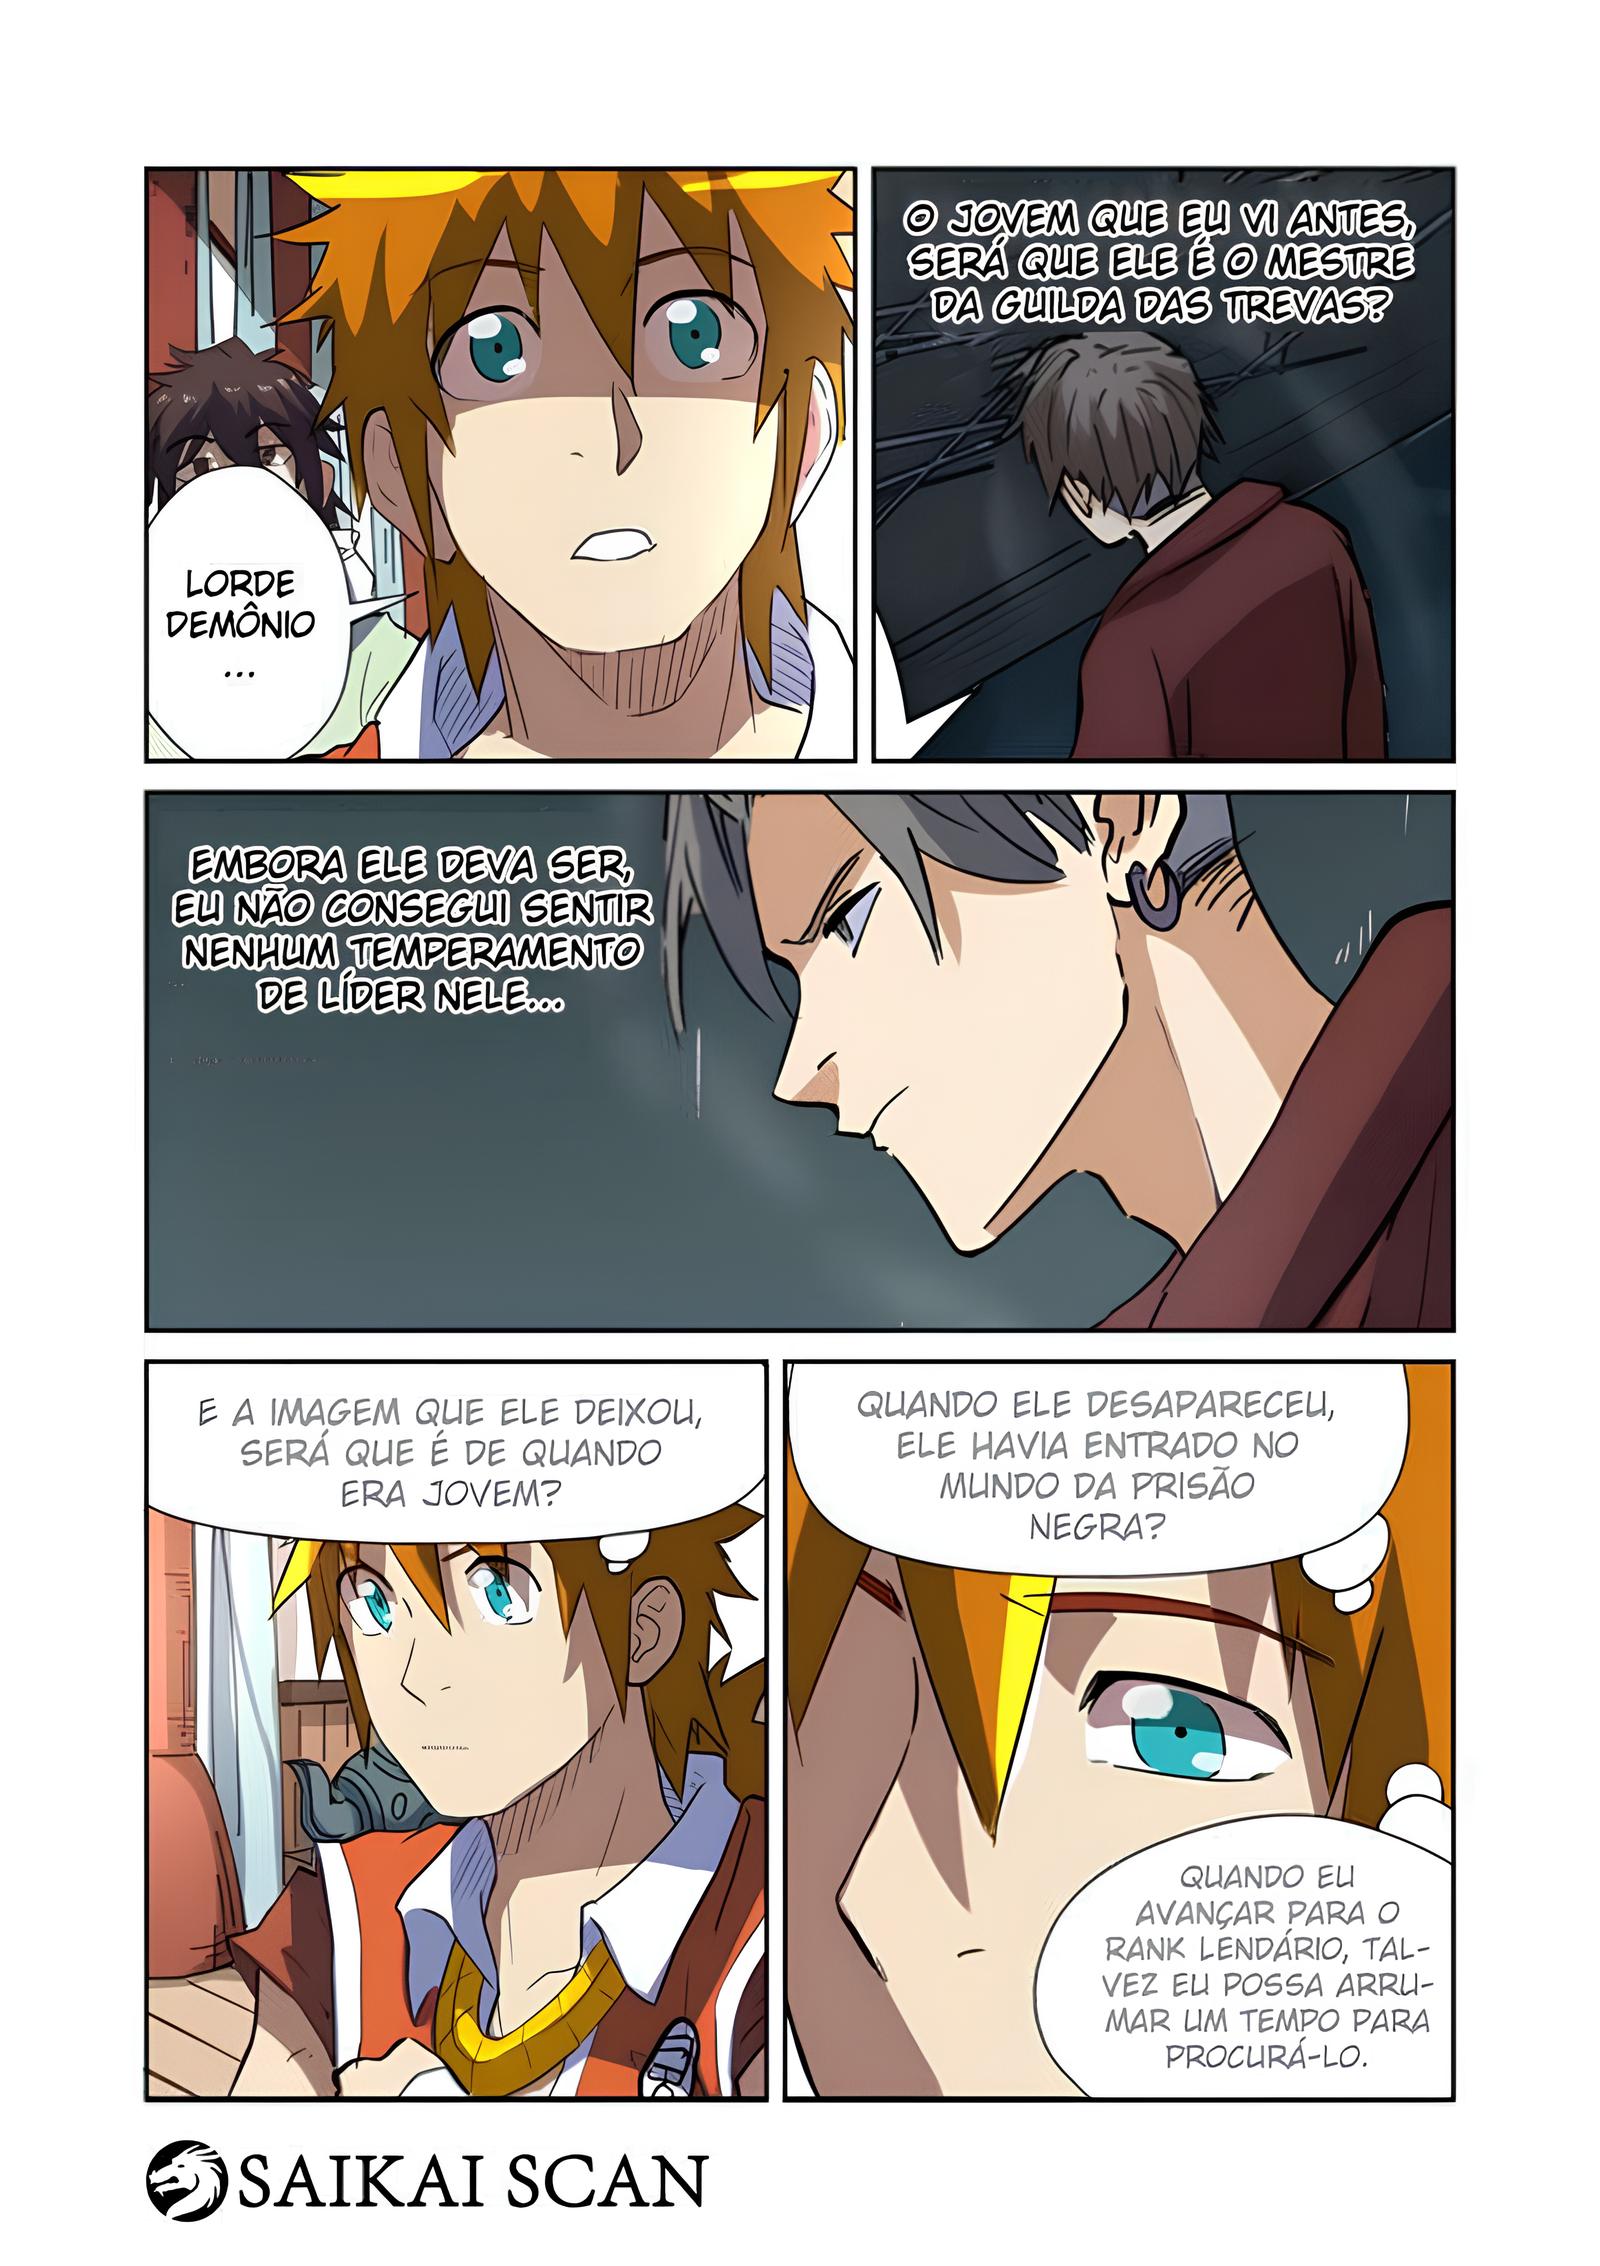 LORDE
DEMÔNIO
...
O JOVEM QUE EU VI ANTES,
SERÁ QUE ELE É O MESTRE
DA GUILDA DAS TREVAS?
EMBORA ELE DEVA SER,
EU NÃO CONSEGUI SENTIR
NENHUM TEMPERAMENTO
DE LÍDER NELE...
E A IMAGEM QUE ELE DEIXOU,
SERÁ QUE É DE QUANDO
ERA JOVEM?
QUANDO ELE DESAPARECEU,
ELE HAVIA ENTRADO NO
MUNDO DA PRISÃO
NEGRA?
QUANDO EU
AVANÇAR PARA O
RANK LENDÁRIO, TAL-
VEZ EU POSSA ARRU-
MAR UM TEMPO PARA
PROCURÁ-LO.
SAIKAI SCAN